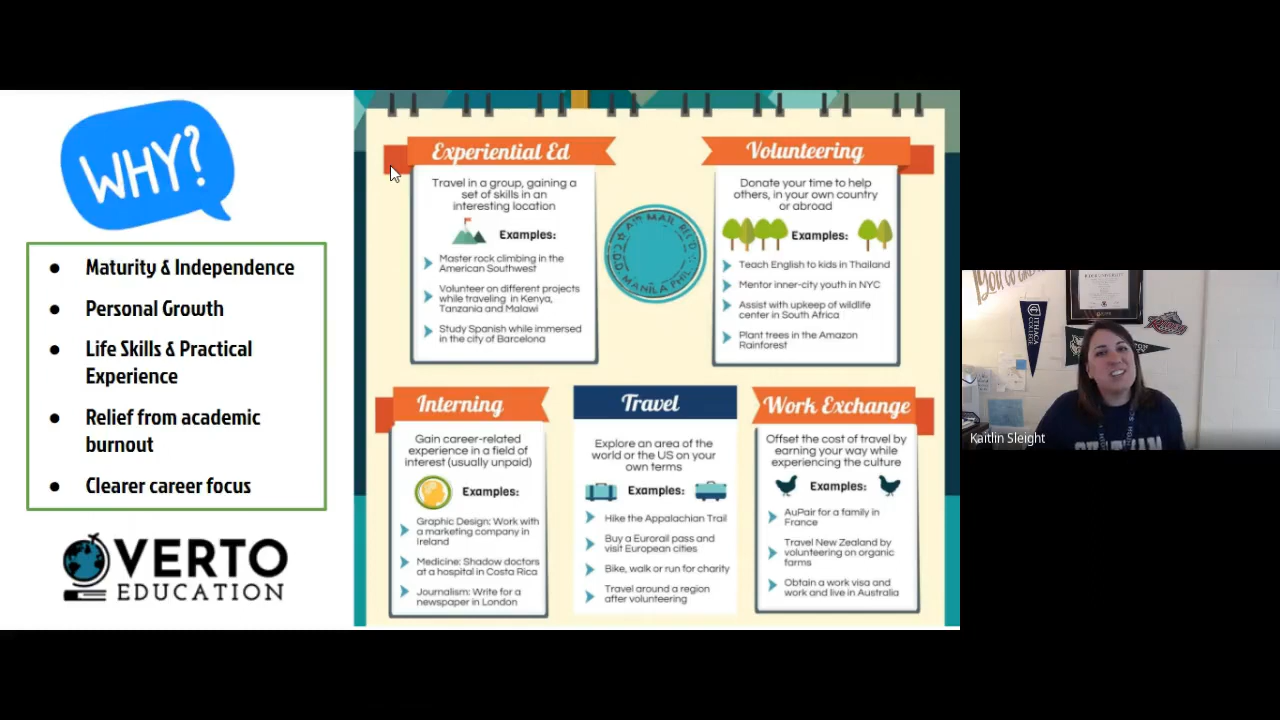 WHY?
● Maturity & Independence
● Personal Growth
● Life Skills & Practical
Experience
● Relief from academic
burnout
● Clearer career focus
VERTO
EDUCATION
Experiential Ed
Travel in a group, gaining a
set of skills in an
interesting location
Examples:
Master rock climbing in the
American Southwest
Volunteer on different projects
while traveling in Kenya,
Tanzania and Malawi
Study Spanish while immersed
in the city of Barcelona
AIR MAIL REC'D
MANILA PHIL
Volunteering
Donate your time to help
others, in your own country
or abroad
Examples:
Teach English to kids in Thailand
Mentor inner-city youth in NYC
Assist with upkeep of wildlife
center in South Africa
Plant trees in the Amazon
Rainforest
Interning
Gain career-related
experience in a field of
interest (usually unpaid)
Examples:
Graphic Design: Work with
a marketing company in
Ireland
Medicine: Shadow doctors
at a hospital in Costa Rica
Journalism: Write for a
newspaper in London
Travel
Explore an area of the
world or the US on your
own terms
Examples:
Hike the Appalachian Trail
Buy a Eurorail pass and
visit European cities
Bike, walk or run for charity
Travel around a region
after volunteering
Work Exchange
Offset the cost of travel by
earning your way while
experiencing the culture
Examples:
AuPair for a family in
France
Travel New Zealand by
volunteering on organic
farms
Obtain a work visa and
work and live in Australia
ITHACA
COLLEGE
Kaitlin Sleight